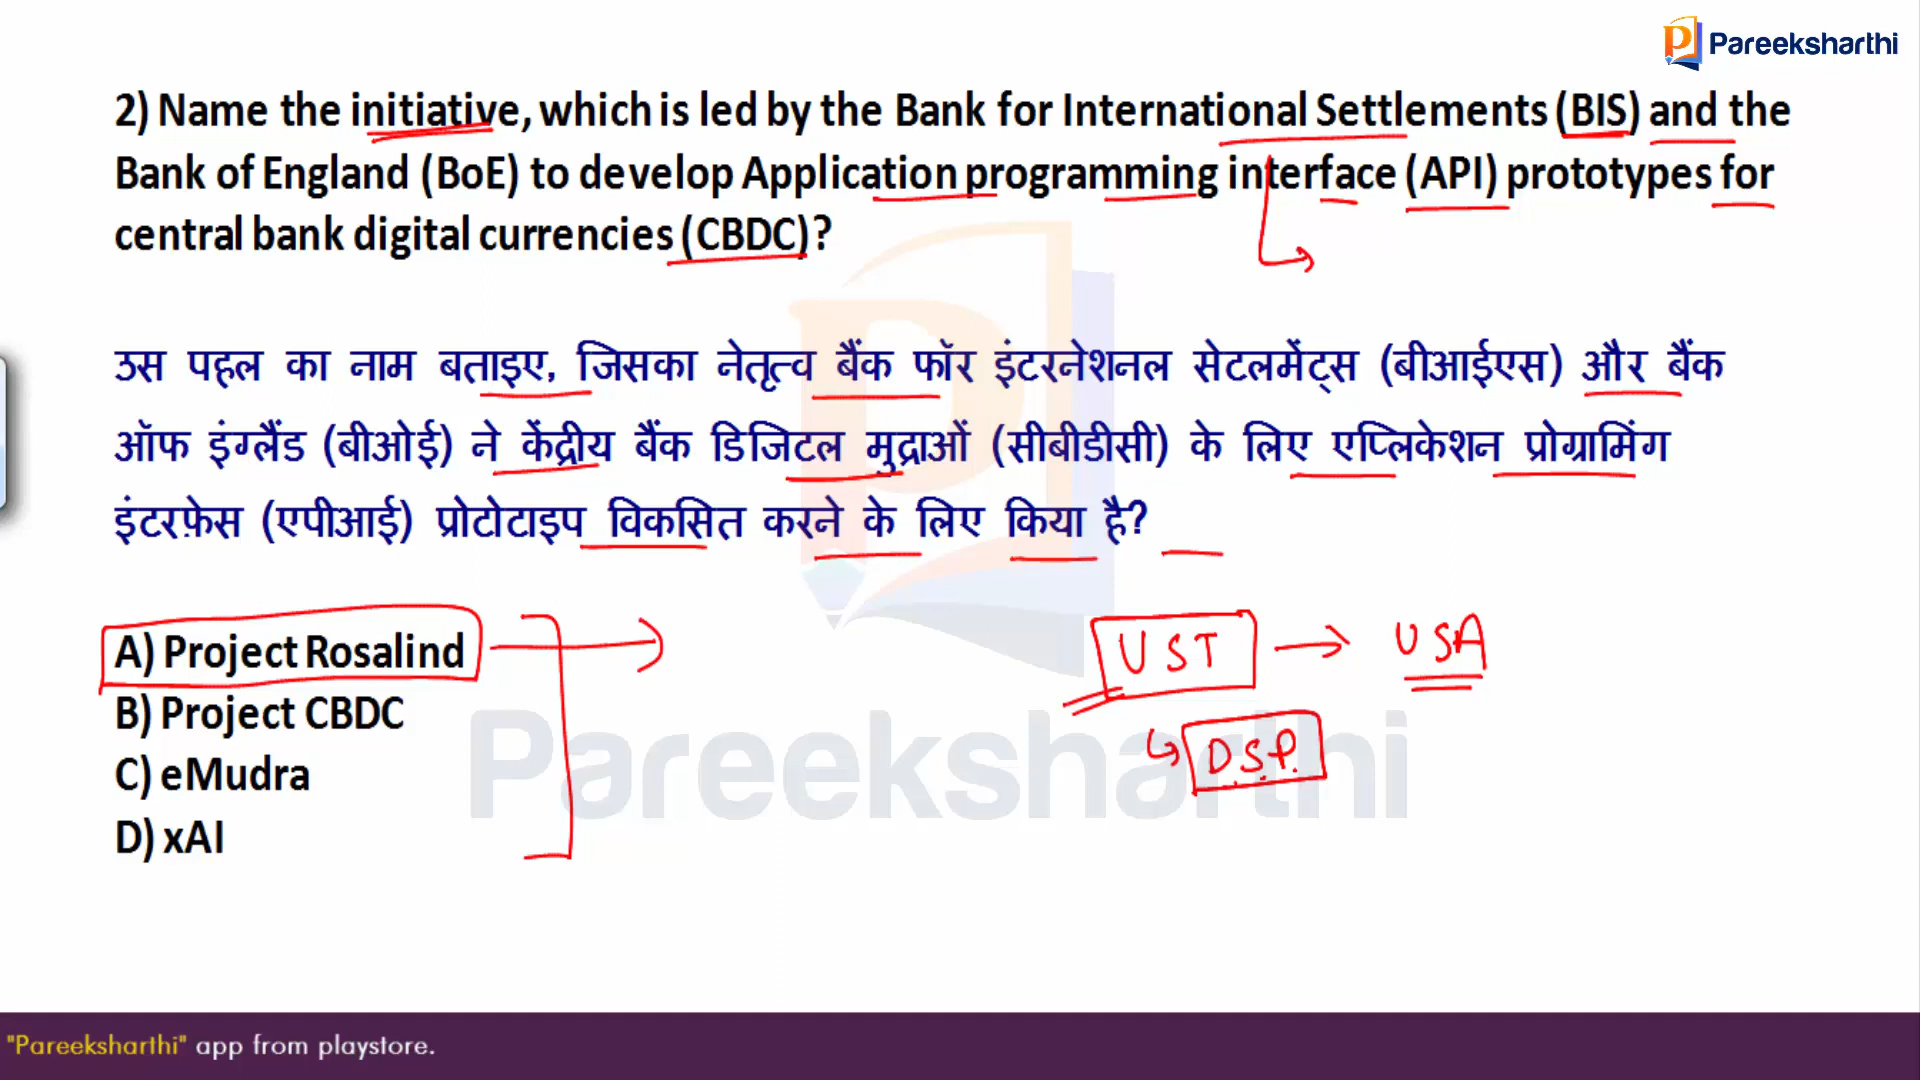 Pareeksharthi
2) Name the initiative, which is led by the Bank for International Settlements (BIS) and the
Bank of England (BoE) to develop Application programming interface (API) prototypes for
central bank digital currencies (CBDC)?
उस पहल का नाम बताइए, जिसका नेतृत्व बैंक फॉर इंटरनेशनल सेटलमेंट्स (बीआईएस) और बैंक
ऑफ इंग्लैंड (बीओई) ने केंद्रीय बैंक डिजिटल मुद्राओं (सीबीडीसी) के लिए एप्लिकेशन प्रोग्रामिंग
इंटरफ़ेस (एपीआई) प्रोटोटाइप विकसित करने के लिए किया है?
A) Project Rosalind
B) Project CBDC
C) eMudra
D) xAI
UST → USA
D.S.P.
Pareeksharthi
"Pareeksharthi" app from playstore.